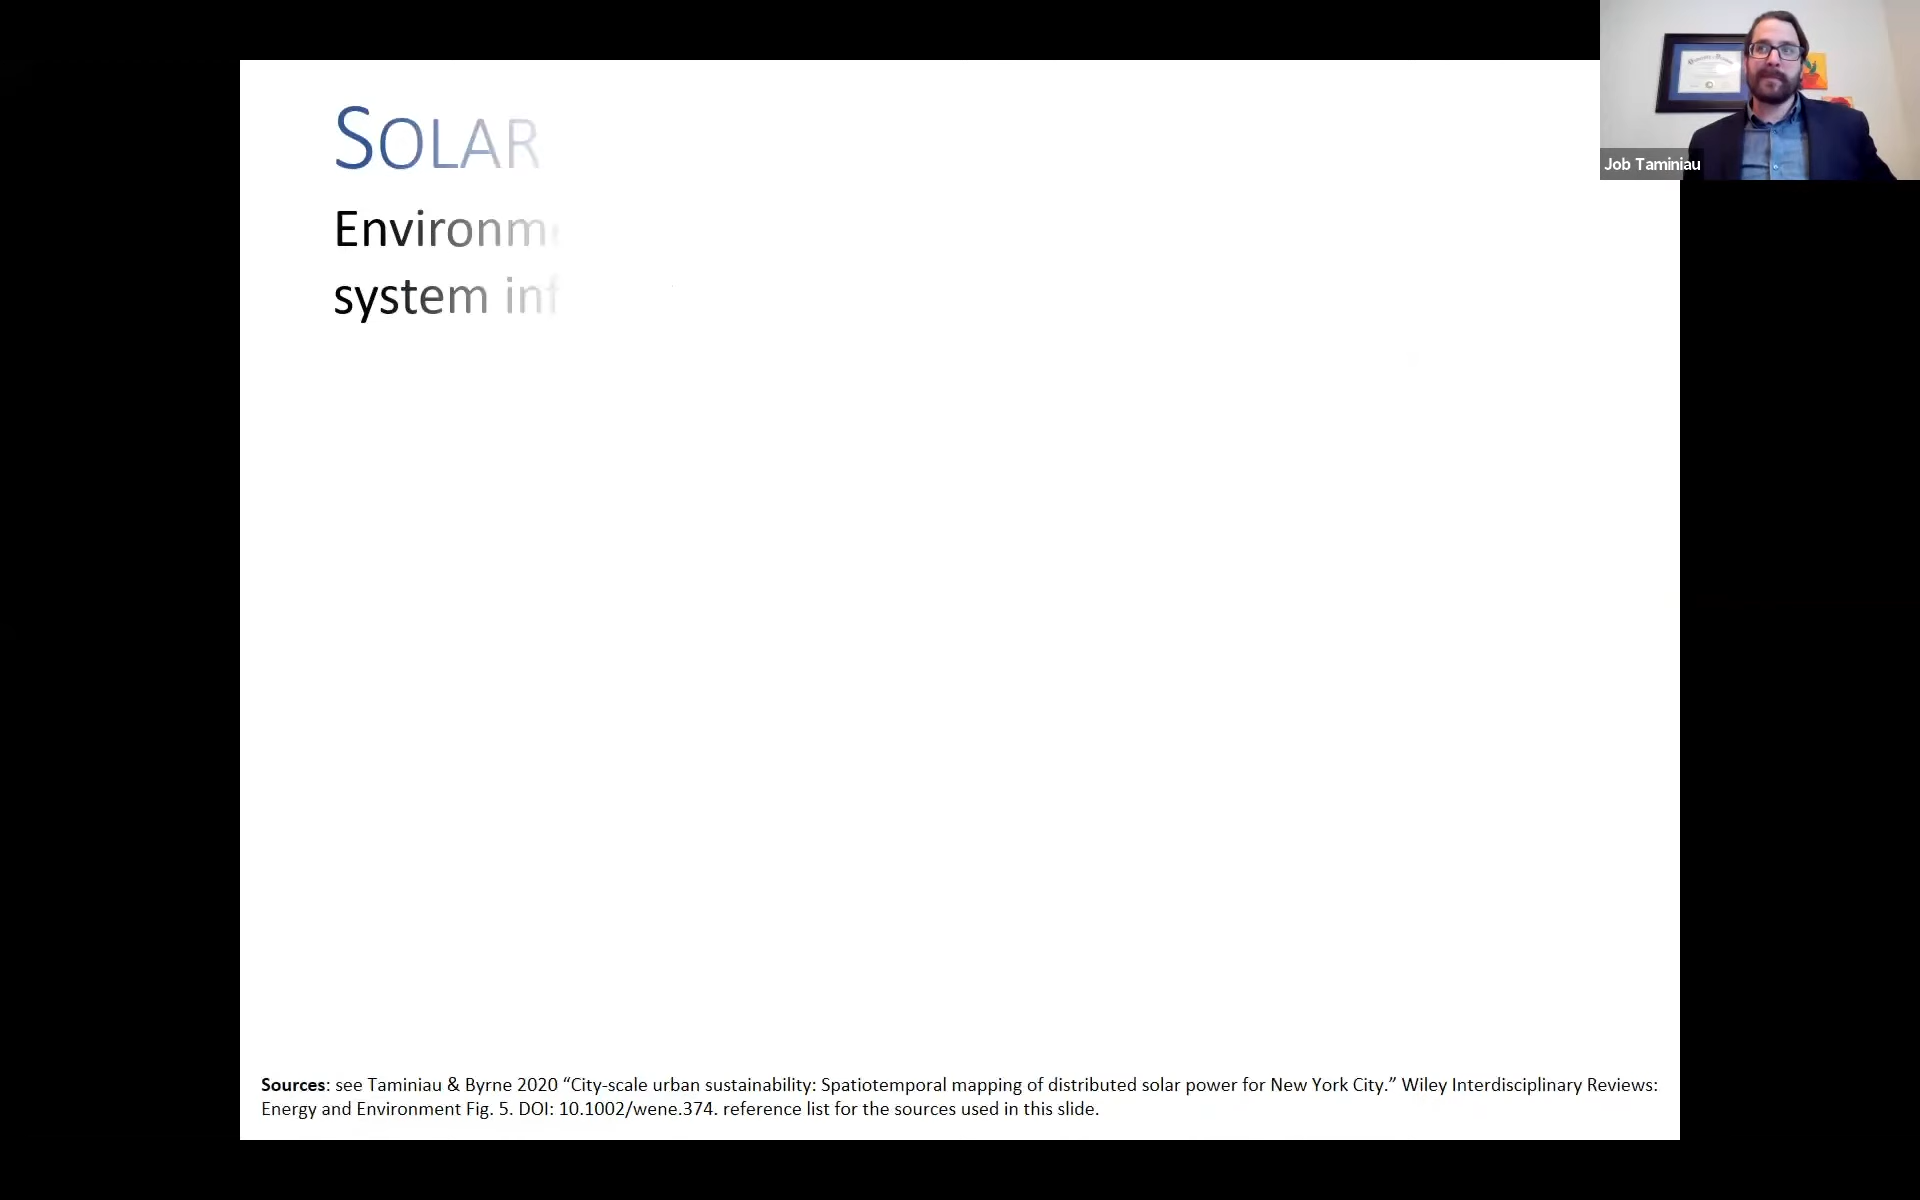 SOLAR
Environm
system inf
Job Taminiau
Sources: see Taminiau & Byrne 2020 “City-scale urban sustainability: Spatiotemporal mapping of distributed solar power for New York City.” Wiley Interdisciplinary Reviews:
Energy and Environment Fig. 5. DOI: 10.1002/wene.374. reference list for the sources used in this slide.